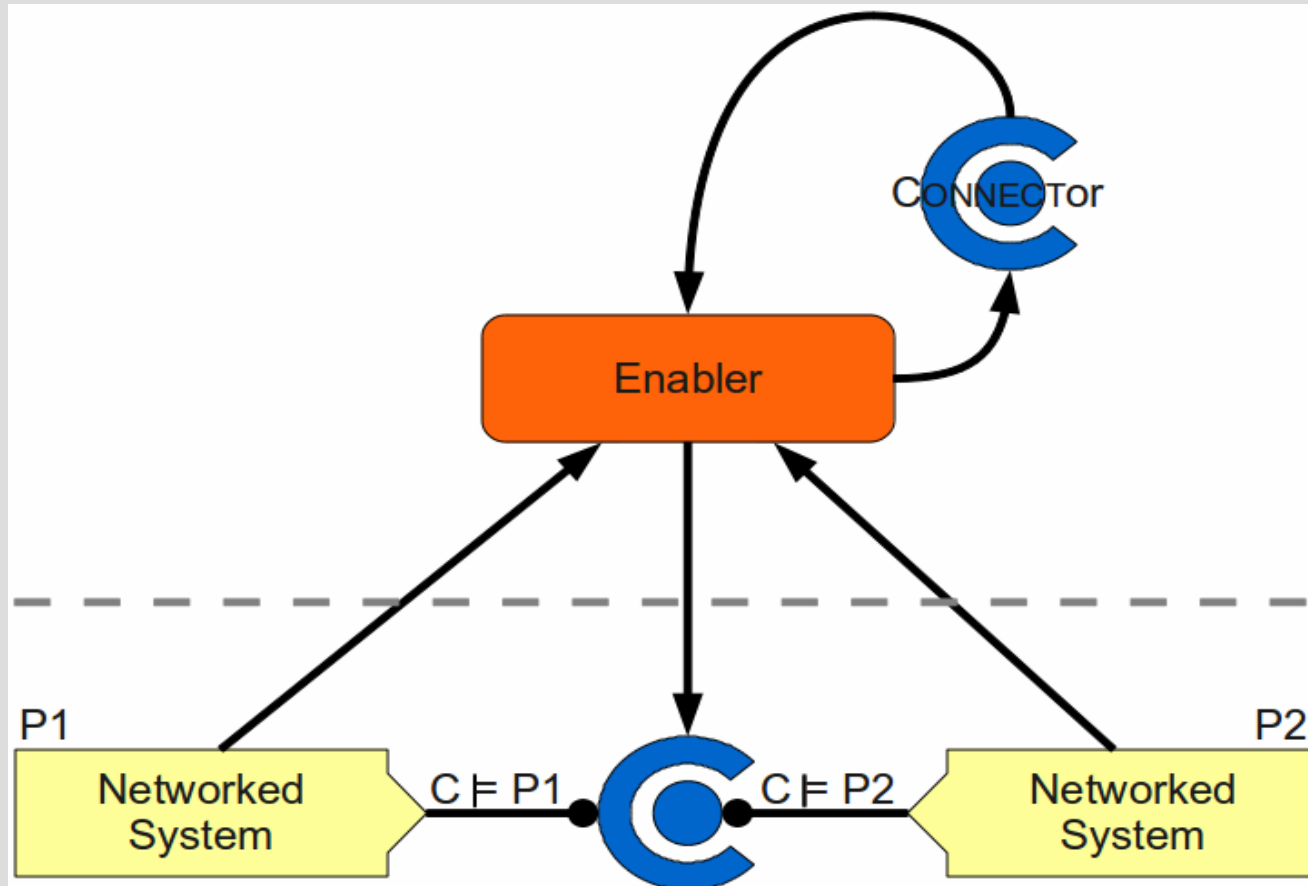 CONNECTor
Enabler
P1
P2
Networked
System
C ⊨ P1
C ⊨ P2
Networked
System